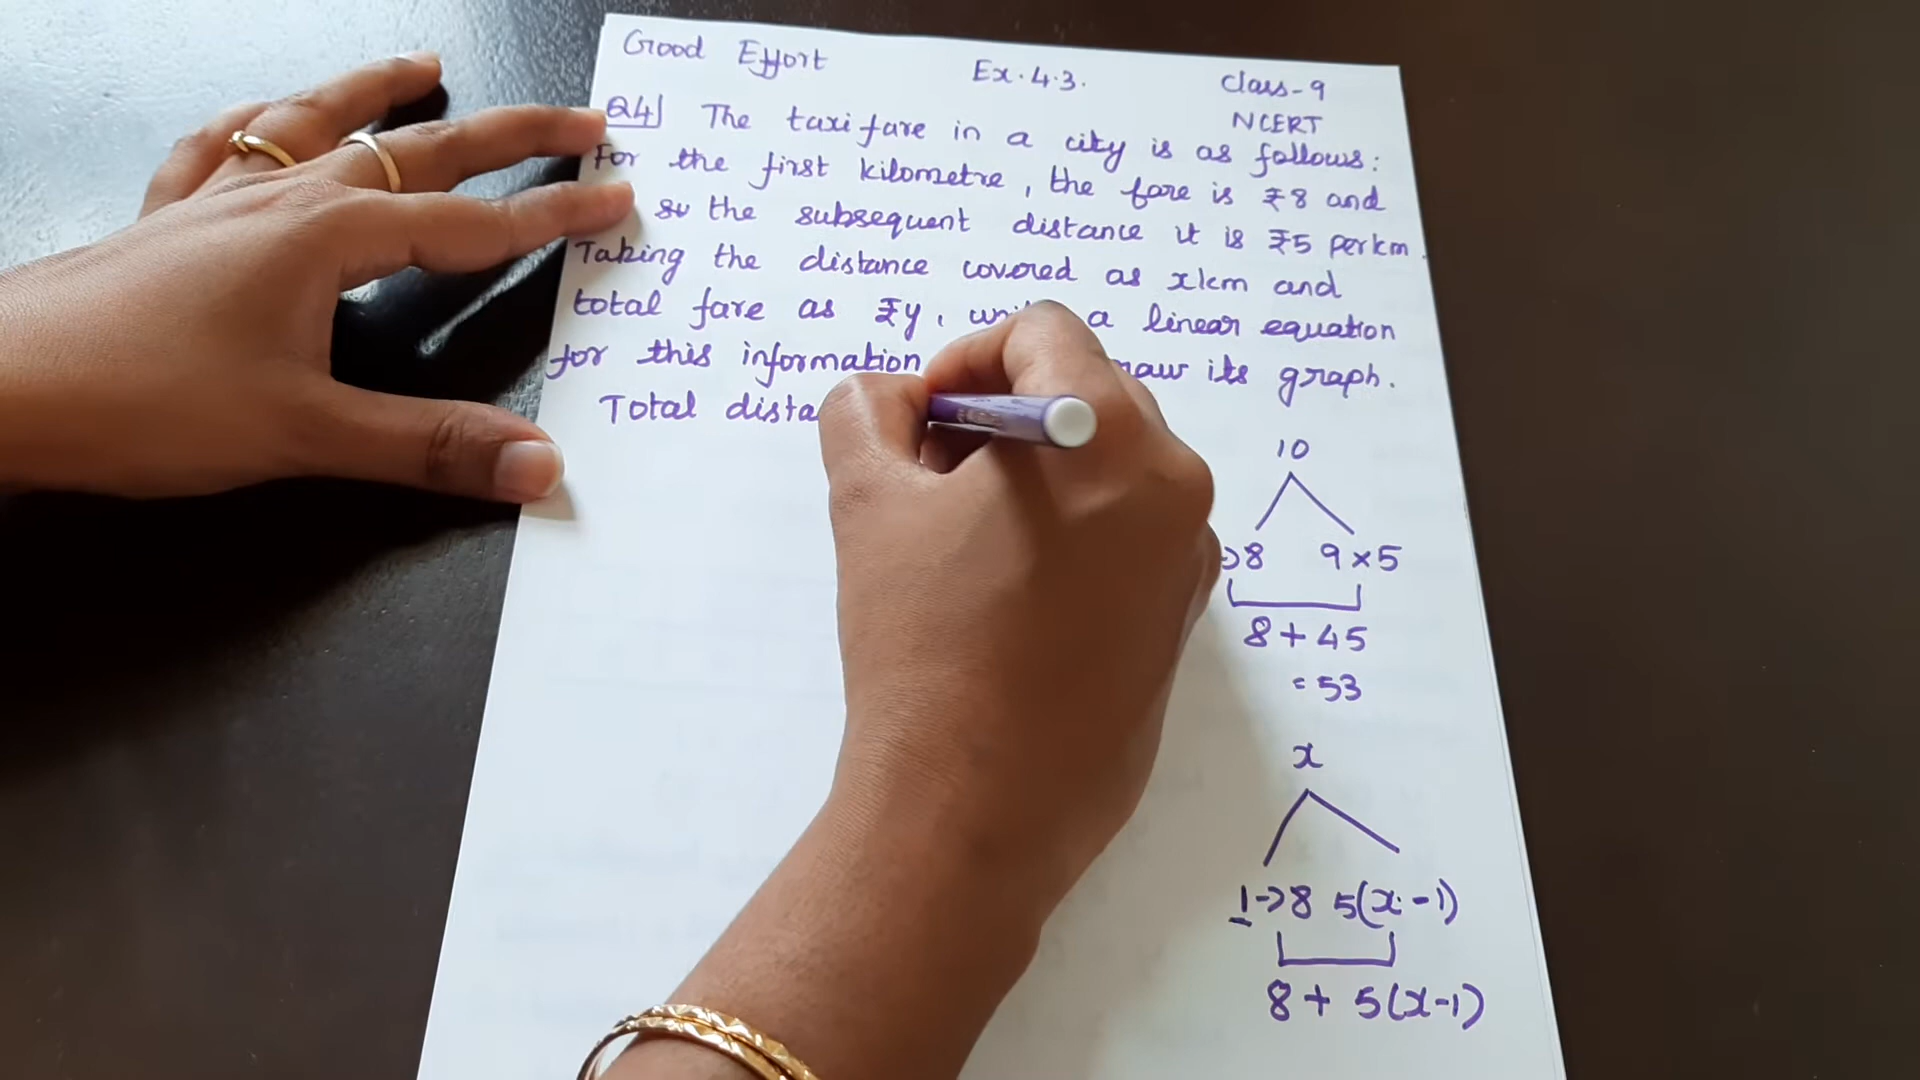 Good Effort Ex. 4.3. Class-9
NCERT
Q4) The taxi fare in a city is as follows:
For the first kilometre, the fare is ₹8 and
the subsequent distance it is ₹5 per km.
Taking the distance covered as x km and
total fare as ₹y, a linear equation
for this information its graph.
Total
10
→8 9×5
8 + 45
= 53
x
1→8 5(x-1)
8 + 5(x-1)